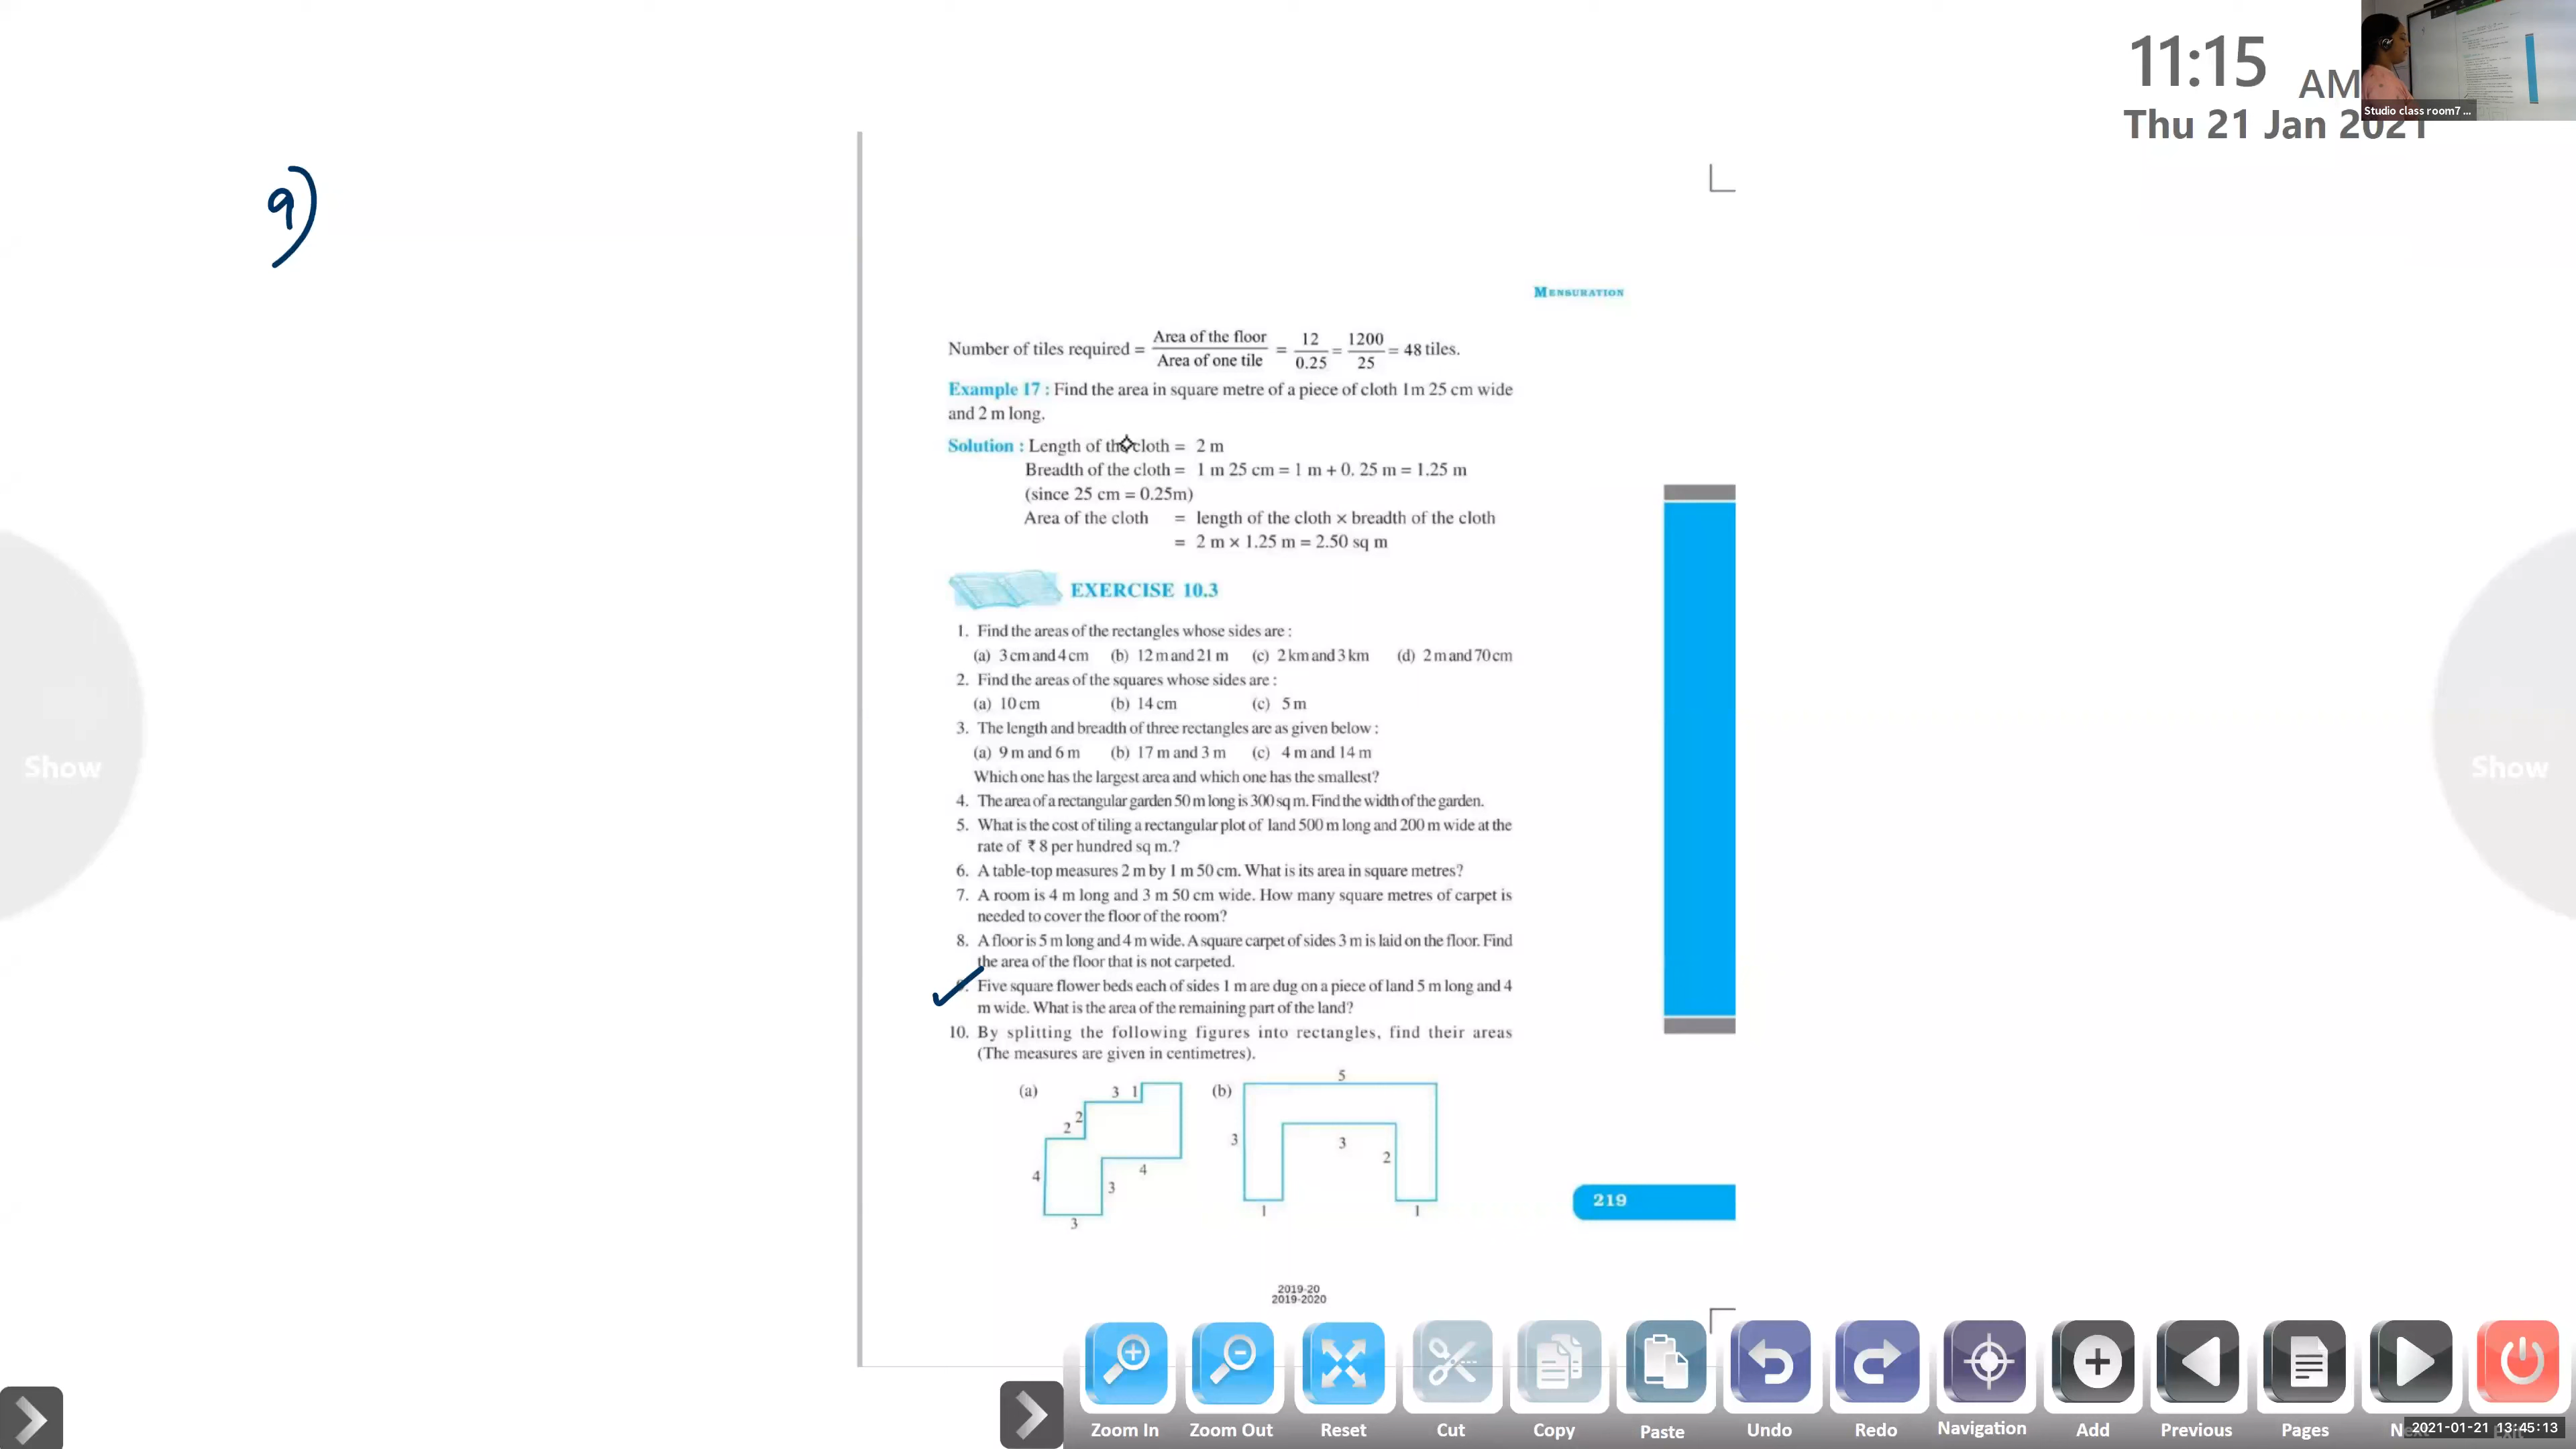 11:15 AM
Thu 21 Jan 2021
Studio class room7 ...
9)
MENSURATION
Number of tiles required = Area of the floor / Area of one tile = 12 / 0.25 = 1200 / 25 = 48 tiles.
Example 17 : Find the area in square metre of a piece of cloth 1m 25 cm wide
and 2 m long.
Solution : Length of the cloth = 2 m
Breadth of the cloth = 1 m 25 cm = 1 m + 0. 25 m = 1.25 m
(since 25 cm = 0.25m)
Area of the cloth = length of the cloth × breadth of the cloth
= 2 m × 1.25 m = 2.50 sq m
EXERCISE 10.3
1. Find the areas of the rectangles whose sides are :
(a) 3 cm and 4 cm (b) 12 m and 21 m (c) 2 km and 3 km (d) 2 m and 70 cm
2. Find the areas of the squares whose sides are :
(a) 10 cm (b) 14 cm (c) 5 m
3. The length and breadth of three rectangles are as given below :
(a) 9 m and 6 m (b) 17 m and 3 m (c) 4 m and 14 m
Which one has the largest area and which one has the smallest?
4. The area of a rectangular garden 50 m long is 300 sq m. Find the width of the garden.
5. What is the cost of tiling a rectangular plot of land 500 m long and 200 m wide at the
rate of ₹ 8 per hundred sq m.?
6. A table-top measures 2 m by 1 m 50 cm. What is its area in square metres?
7. A room is 4 m long and 3 m 50 cm wide. How many square metres of carpet is
needed to cover the floor of the room?
8. A floor is 5 m long and 4 m wide. A square carpet of sides 3 m is laid on the floor. Find
the area of the floor that is not carpeted.
Five square flower beds each of sides 1 m are dug on a piece of land 5 m long and 4
m wide. What is the area of the remaining part of the land?
10. By splitting the following figures into rectangles, find their areas
(The measures are given in centimetres).
(a) 3 1 2 2 4 4 3 3
(b) 5 3 3 2 1 1
219
2019-20
2019-2020
Show
Show
Zoom In Zoom Out Reset Cut Copy Paste Undo Redo Navigation Add Previous Pages
2021-01-21 13:45:13